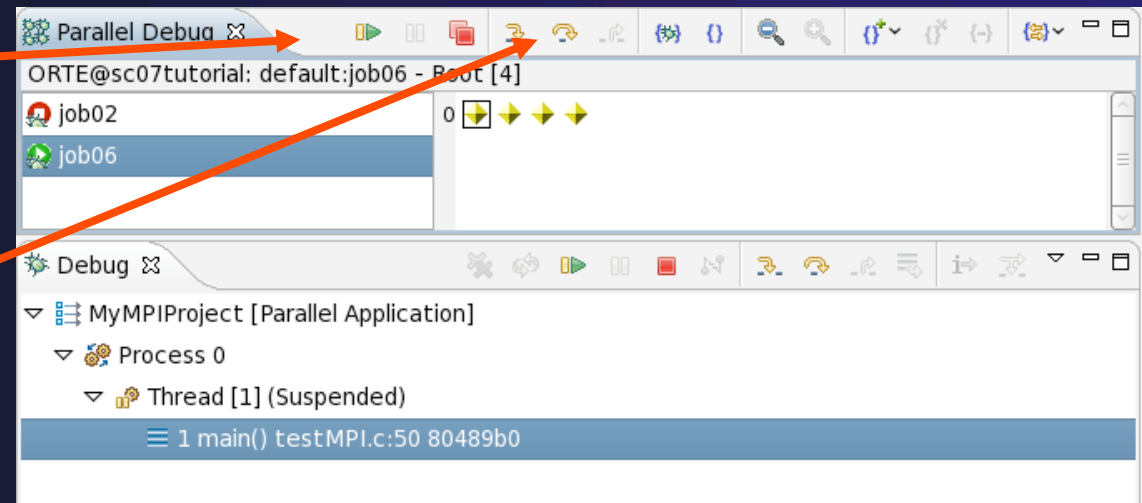 Parallel Debug
ORTE@sc07tutorial: default:job06 - Root [4]
job02
0
job06
Debug
MyMPIProject [Parallel Application]
Process 0
Thread [1] (Suspended)
1 main() testMPI.c:50 80489b0